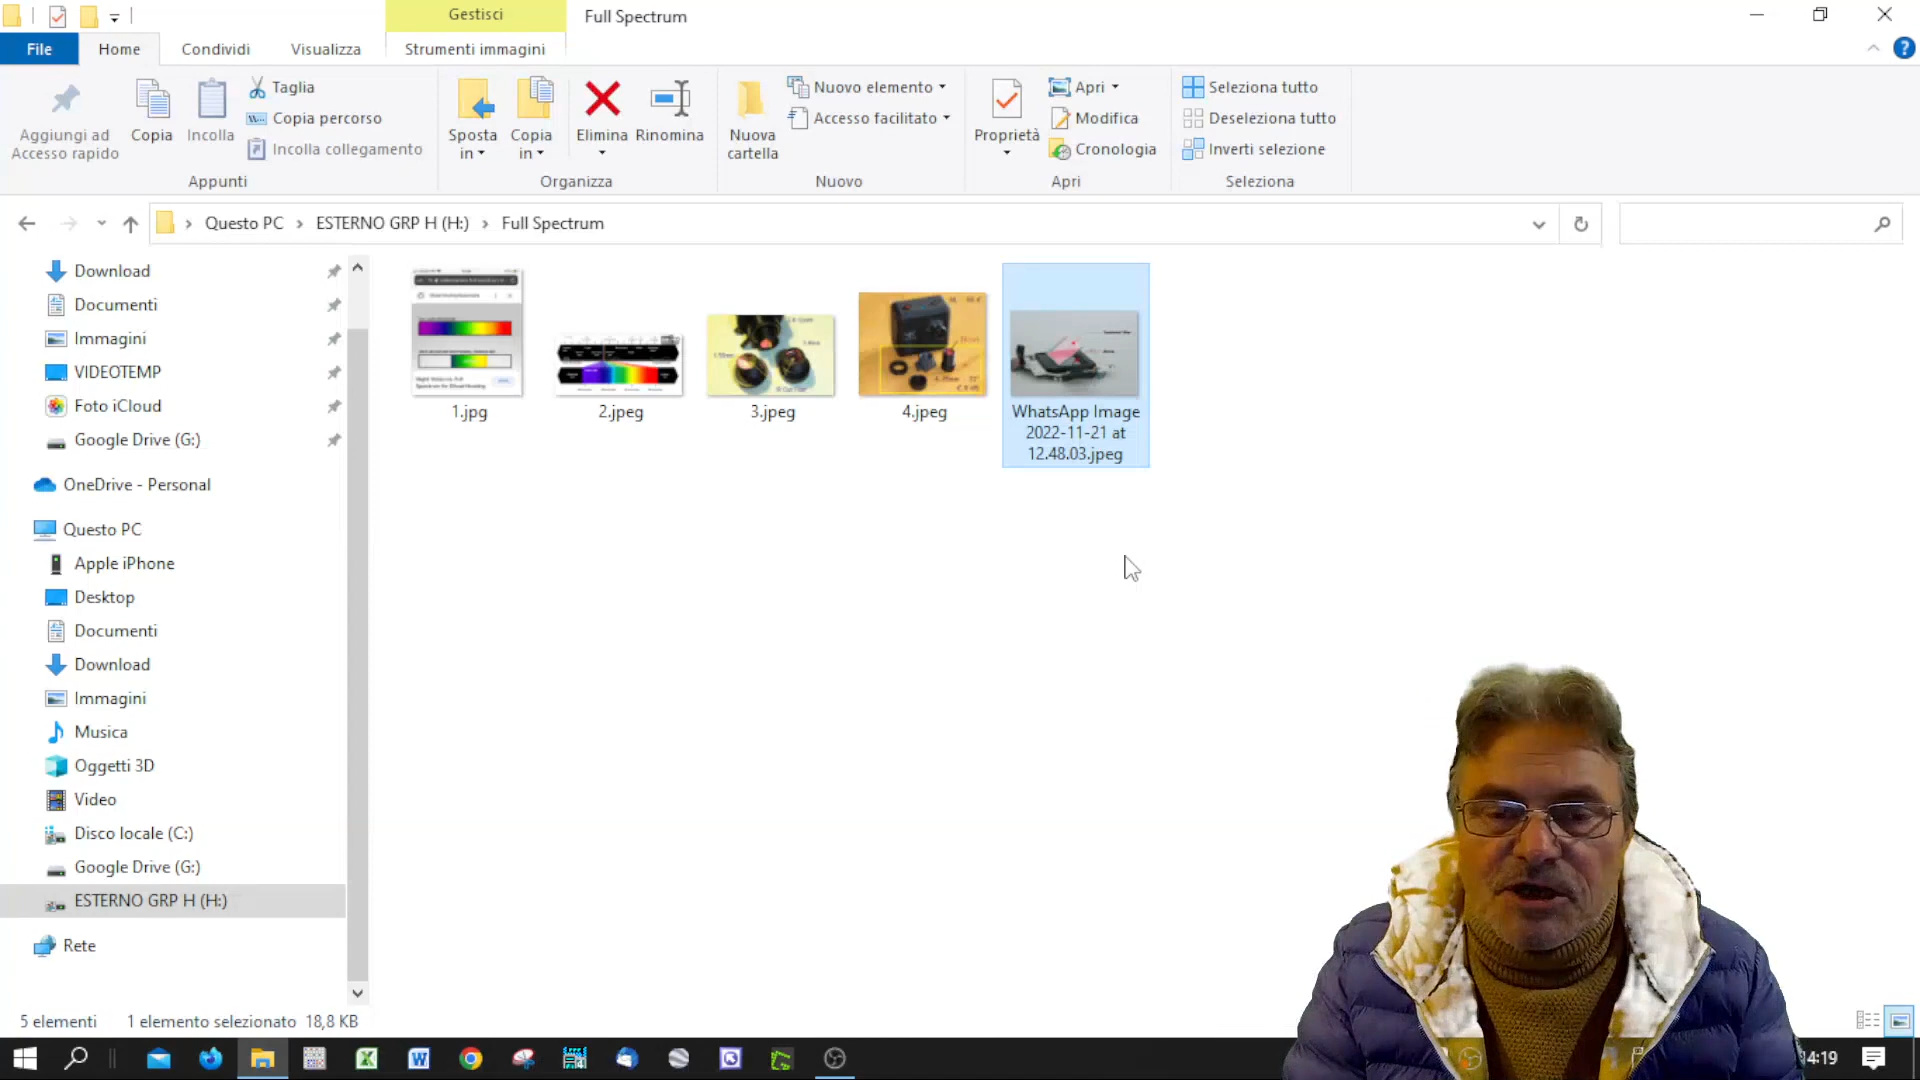 Gestisci
Full Spectrum
File
Home
Condividi
Visualizza
Strumenti immagini
Aggiungi ad
Accesso rapido
Copia
Incolla
Taglia
Copia percorso
Incolla collegamento
Appunti
Sposta
in
Copia
in
Elimina
Rinomina
Organizza
Nuova
cartella
Nuovo elemento
Accesso facilitato
Nuovo
Proprietà
Apri
Modifica
Cronologia
Apri
Seleziona tutto
Deseleziona tutto
Inverti selezione
Seleziona
Questo PC
ESTERNO GRP H (H:)
Full Spectrum
Download
Documenti
Immagini
VIDEOTEMP
Foto iCloud
Google Drive (G:)
OneDrive - Personal
Questo PC
Apple iPhone
Desktop
Documenti
Download
Immagini
Musica
Oggetti 3D
Video
Disco locale (C:)
Google Drive (G:)
ESTERNO GRP H (H:)
Rete
1.jpg
2.jpeg
3.jpeg
4.jpeg
WhatsApp Image
2022-11-21 at
12.48.03.jpeg
5 elementi
1 elemento selezionato 18,8 KB
14:19